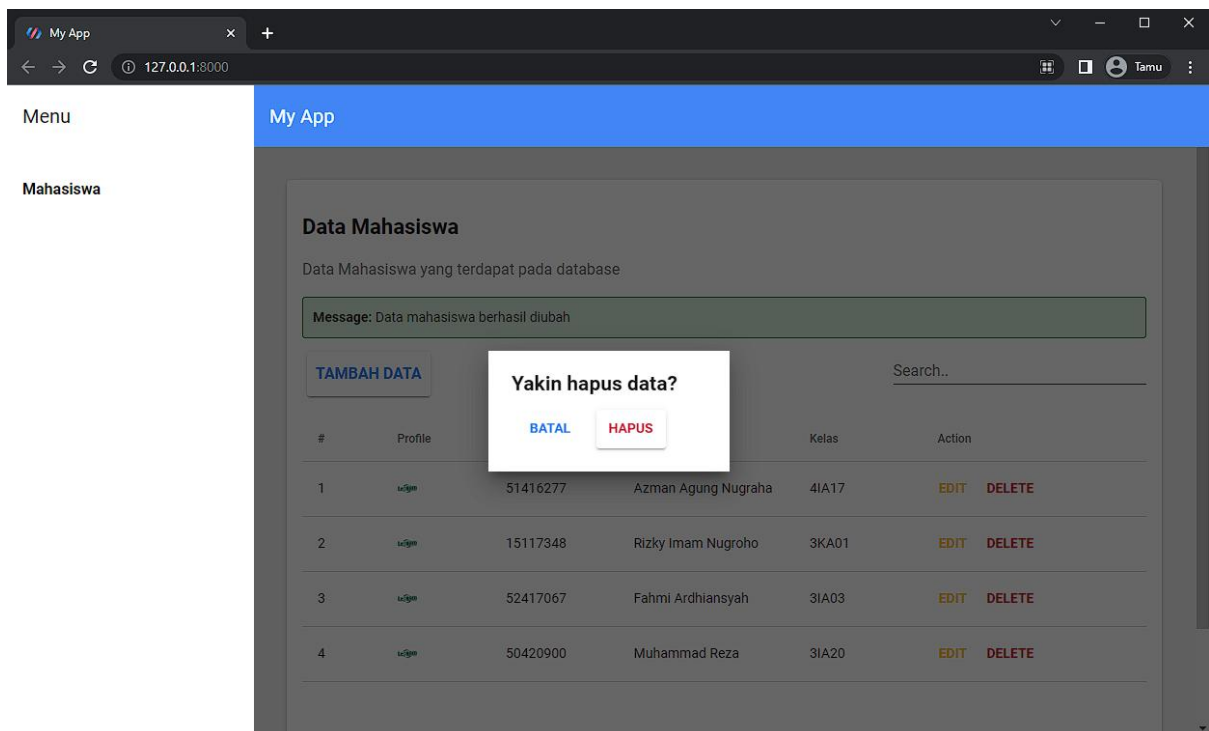 My App
127.0.0.1:8000
Tamu
Menu
My App
Mahasiswa
Data Mahasiswa
Data Mahasiswa yang terdapat pada database
Message: Data mahasiswa berhasil diubah
TAMBAH DATA
Search..
Yakin hapus data?
BATAL HAPUS
# Profile Kelas Action
1 51416277 Azman Agung Nugraha 4IA17 EDIT DELETE
2 15117348 Rizky Imam Nugroho 3KA01 EDIT DELETE
3 52417067 Fahmi Ardhiansyah 3IA03 EDIT DELETE
4 50420900 Muhammad Reza 3IA20 EDIT DELETE